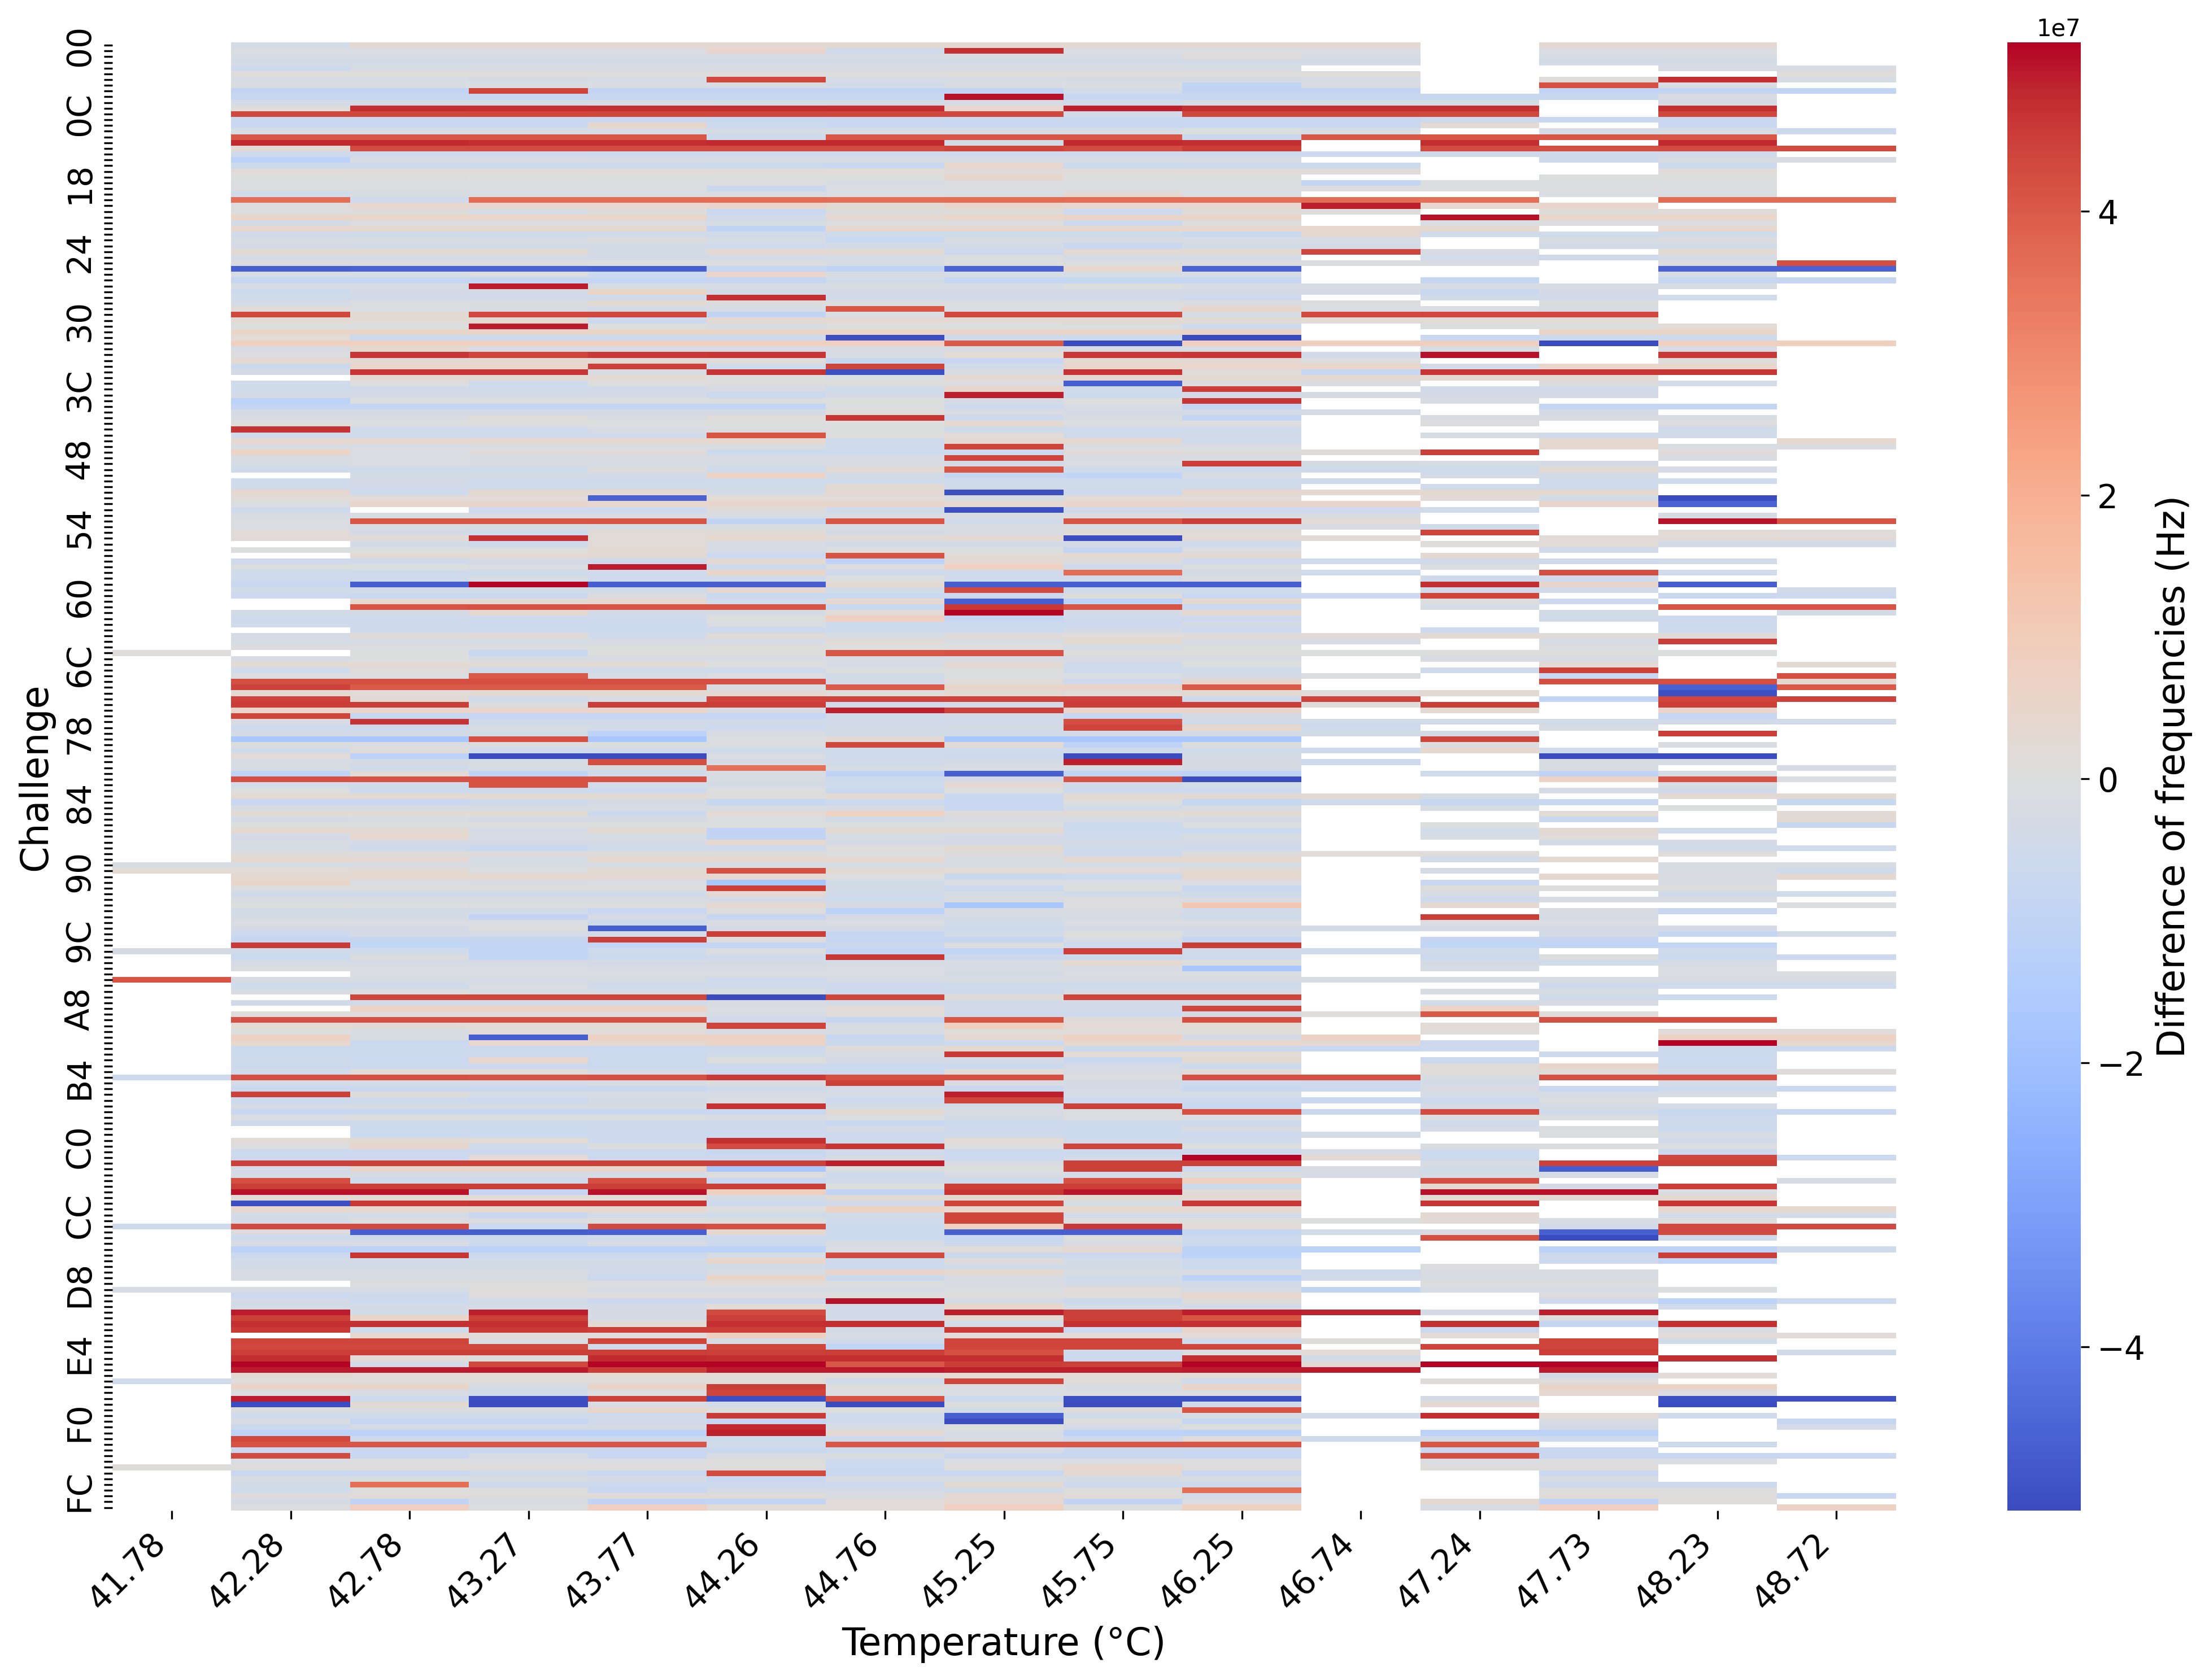 1e7
00
0C
18
24
30
3C
48
54
60
6C
78
84
90
9C
A8
B4
C0
CC
D8
E4
F0
FC
Challenge
41.78
42.28
42.78
43.27
43.77
44.26
44.76
45.25
45.75
46.25
46.74
47.24
47.73
48.23
48.72
Temperature (°C)
4
2
0
−2
−4
Difference of frequencies (Hz)